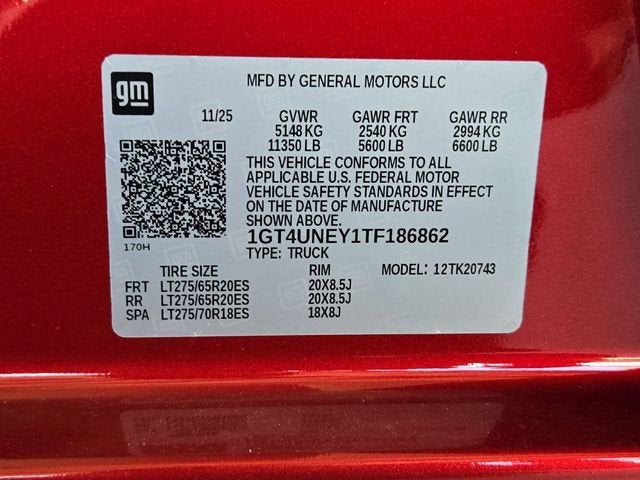 gm
MFD BY GENERAL MOTORS LLC
11/25 GVWR GAWR FRT GAWR RR
5148 KG 2540 KG 2994 KG
11350 LB 5600 LB 6600 LB
THIS VEHICLE CONFORMS TO ALL
APPLICABLE U.S. FEDERAL MOTOR
VEHICLE SAFETY STANDARDS IN EFFECT
ON THE DATE OF MANUFACTURE
SHOWN ABOVE.
170H
1GT4UNEY1TF186862
TYPE: TRUCK
TIRE SIZE RIM MODEL: 12TK20743
FRT LT275/65R20ES 20X8.5J
RR LT275/65R20ES 20X8.5J
SPA LT275/70R18ES 18X8J